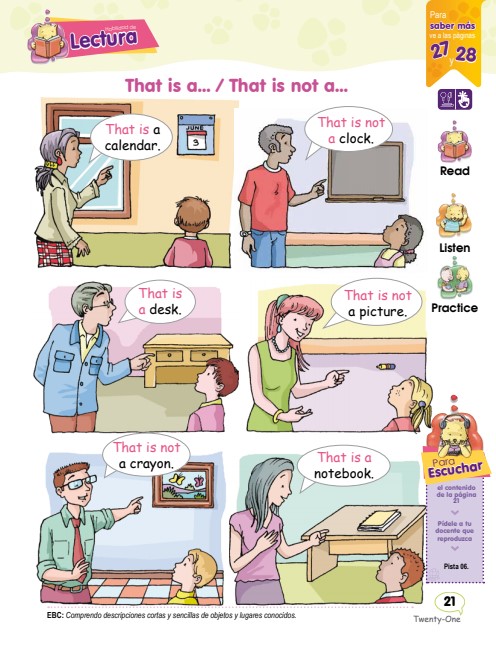 Lectura
Para
saber más
ve a las páginas
27
y
28
That is a... / That is not a...
That is a
calendar.
JUNE
3
That is not
a clock.
Read
Listen
Practice
That is
a desk.
That is not
a picture.
That is not
a crayon.
That is a
notebook.
Para
Escuchar
el contenido
de la página
21
Pídele a tu
docente que
reproduzca
Pista 06.
21
Twenty-One
EBC: Comprendo descripciones cortas y sencillas de objetos y lugares conocidos.